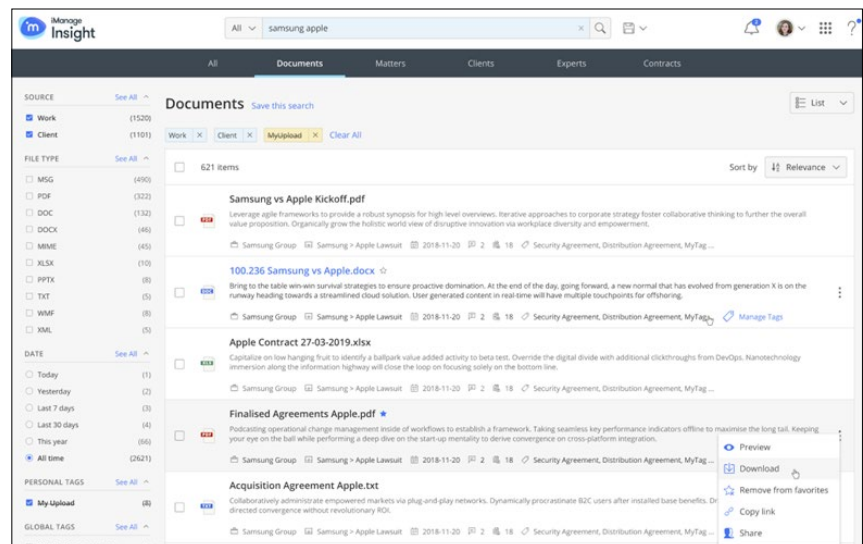 iManage
Insight
All
samsung apple
All
Documents
Matters
Clients
Experts
Contracts
SOURCE See All
Work (1520)
Client (1101)
FILE TYPE See All
MSG (490)
PDF (322)
DOC (132)
DOCX (46)
MIME (45)
XLSX (10)
PPTX (8)
TXT (5)
WMF (8)
XML (5)
DATE See All
Today (1)
Yesterday (2)
Last 7 days (3)
Last 30 days (4)
This year (66)
All time (2621)
PERSONAL TAGS See All
My Upload (8)
GLOBAL TAGS See All
Documents Save this search
List
Work Client MyUpload Clear All
621 items
Sort by Relevance
Samsung vs Apple Kickoff.pdf
Leverage agile frameworks to provide a robust synopsis for high level overviews. Iterative approaches to corporate strategy foster collaborative thinking to further the overall
value proposition. Organically grow the holistic world view of disruptive innovation via workplace diversity and empowerment.
Samsung Group Samsung > Apple Lawsuit 2018-11-20 2 18 Security Agreement, Distribution Agreement, MyTag ...
100.236 Samsung vs Apple.docx
Bring to the table win-win survival strategies to ensure proactive domination. At the end of the day, going forward, a new normal that has evolved from generation X is on the
runway heading towards a streamlined cloud solution. User generated content in real-time will have multiple touchpoints for offshoring.
Samsung Group Samsung > Apple Lawsuit 2018-11-20 2 18 Security Agreement, Distribution Agreement, MyTag Manage Tags
Apple Contract 27-03-2019.xlsx
Capitalize on low hanging fruit to identify a ballpark value added activity to beta test. Override the digital divide with additional clickthroughs from DevOps. Nanotechnology
immersion along the information highway will close the loop on focusing solely on the bottom line.
Samsung Group Samsung > Apple Lawsuit 2018-11-20 2 18 Security Agreement, Distribution Agreement, MyTag ...
Finalised Agreements Apple.pdf
Podcasting operational change management inside of workflows to establish a framework. Taking seamless key performance indicators offline to maximise the long tail. Keeping
your eye on the ball while performing a deep dive on the start-up mentality to derive convergence on cross-platform integration.
Samsung Group Samsung > Apple Lawsuit 2018-11-20 2 18 Security Agreement, Distribution Agreement, MyTag ...
Preview
Download
Remove from favorites
Copy link
Share
Acquisition Agreement Apple.txt
Collaboratively administrate empowered markets via plug-and-play networks. Dynamically procrastinate B2C users after installed base benefits.
directed convergence without revolutionary ROI.
Samsung Group Samsung > Apple Lawsuit 2018-11-20 2 18 Security Agreement, Distribution Agreement, MyTag ...